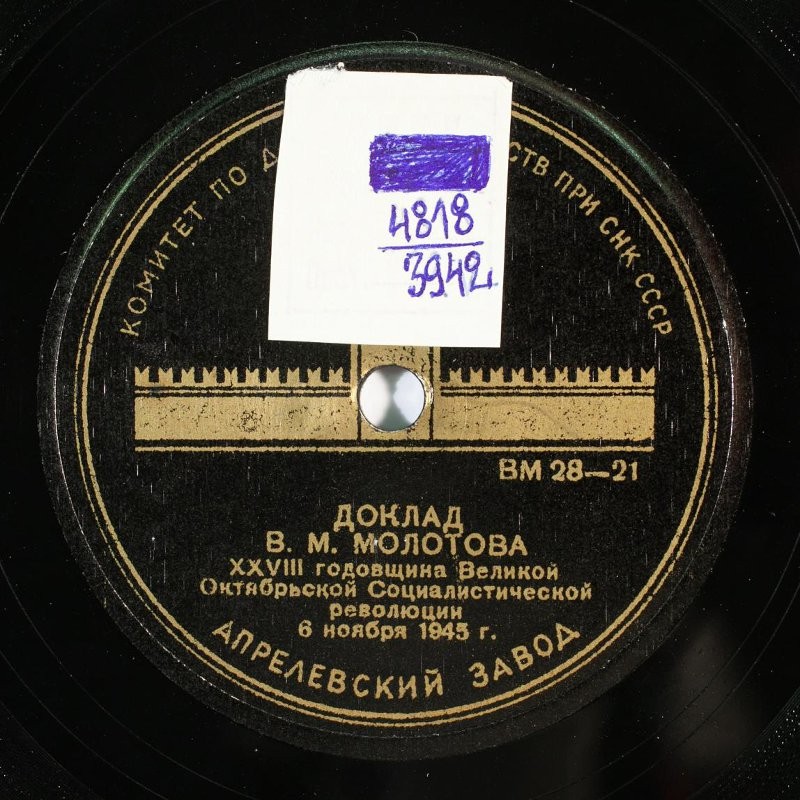 КОМИТЕТ ПО Д СТВ ПРИ СНК СССР
4818
3942
ВМ 28—21
ДОКЛАД
В. М. МОЛОТОВА
XXVIII годовщина Великой
Октябрьской Социалистической
революции
6 ноября 1945 г.
АПРЕЛЕВСКИЙ ЗАВОД